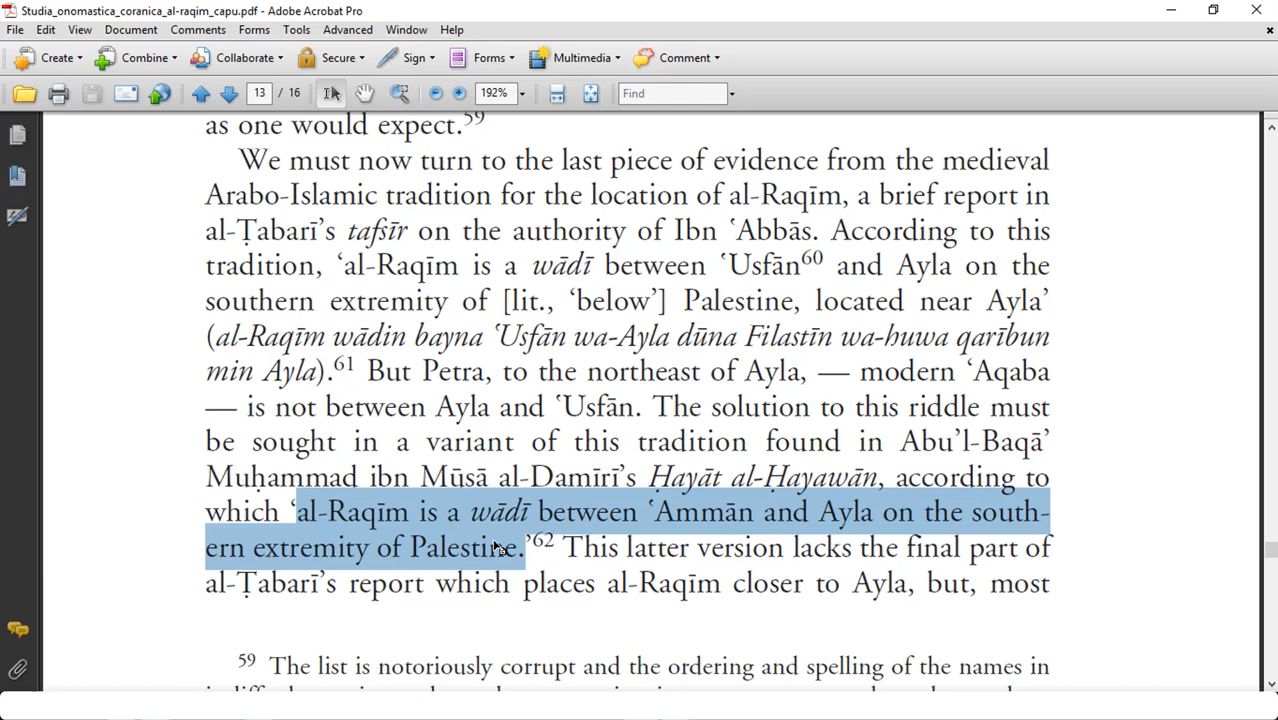 Studia_onomastica_coranica_al-raqim_capu.pdf - Adobe Acrobat Pro
File Edit View Document Comments Forms Tools Advanced Window Help
Create Combine Collaborate Secure Sign Forms Multimedia Comment
13 / 16 192% Find
as one would expect.59
We must now turn to the last piece of evidence from the medieval
Arabo-Islamic tradition for the location of al-Raqīm, a brief report in
al-Ṭabarī’s tafsīr on the authority of Ibn ʿAbbās. According to this
tradition, ‘al-Raqīm is a wādī between ʿUsfān60 and Ayla on the
southern extremity of [lit., ‘below’] Palestine, located near Ayla’
(al-Raqīm wādin bayna ʿUsfān wa-Ayla dūna Filastīn wa-huwa qarībun
min Ayla).61 But Petra, to the northeast of Ayla, — modern ‘Aqaba
— is not between Ayla and ʿUsfān. The solution to this riddle must
be sought in a variant of this tradition found in Abu’l-Baqā’
Muḥammad ibn Mūsā al-Damīrī’s Ḥayāt al-Ḥayawān, according to
which ‘al-Raqīm is a wādī between ʿAmmān and Ayla on the south-
ern extremity of Palestine.’62 This latter version lacks the final part of
al-Ṭabarī’s report which places al-Raqīm closer to Ayla, but, most
59 The list is notoriously corrupt and the ordering and spelling of the names in